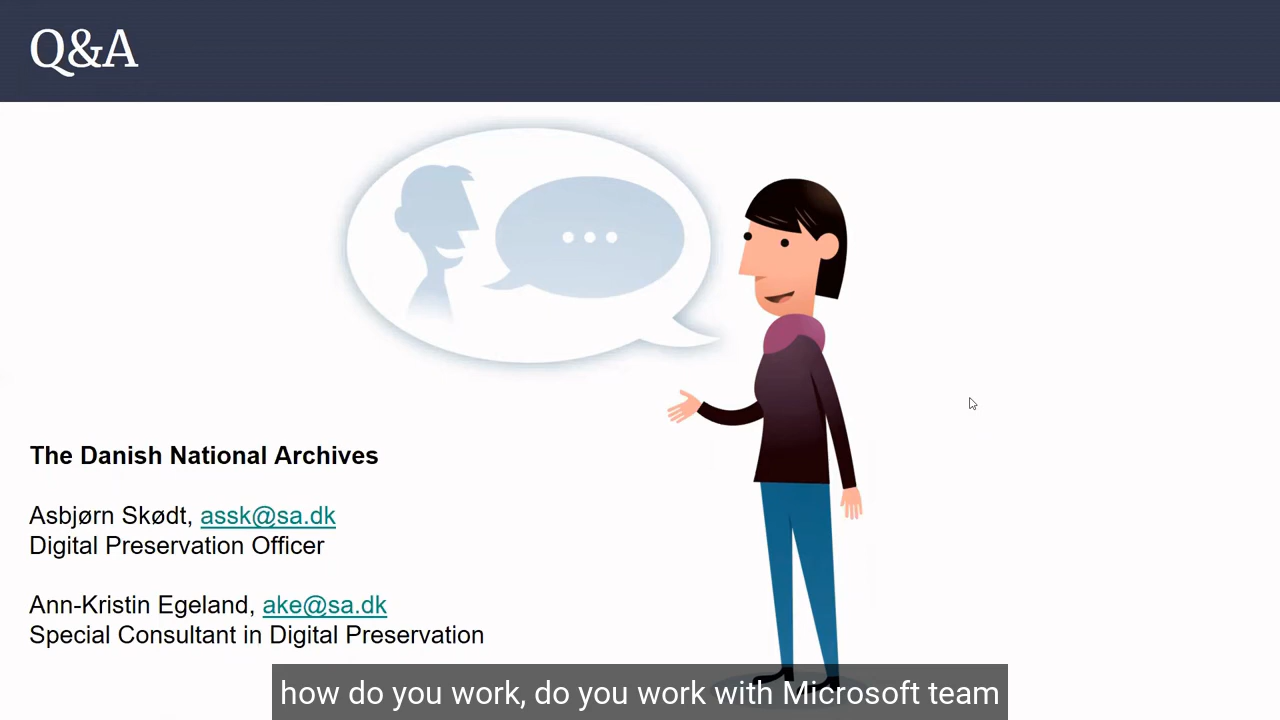 Q&A
The Danish National Archives
Asbjørn Skødt, assk@sa.dk
Digital Preservation Officer
Ann-Kristin Egeland, ake@sa.dk
Special Consultant in Digital Preservation
how do you work, do you work with Microsoft team